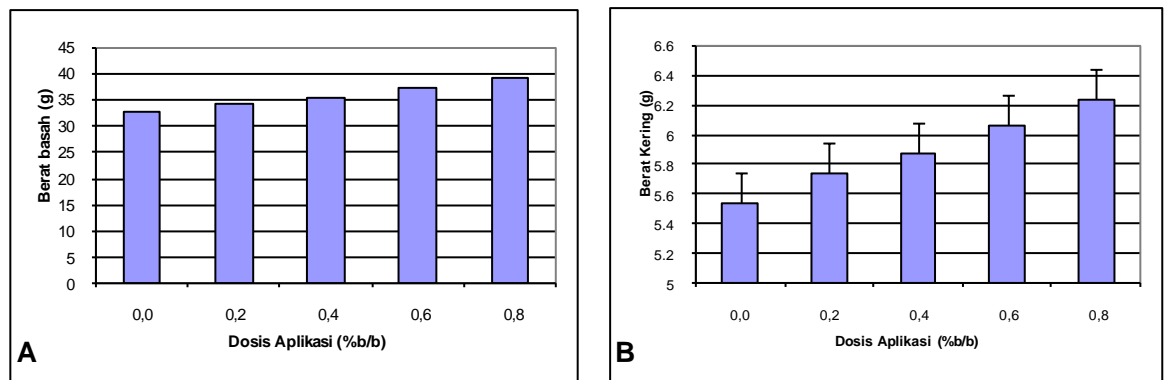 Berat basah (g)
45
40
35
30
25
20
15
10
5
0
0,0 0,2 0,4 0,6 0,8
Dosis Aplikasi (%b/b)
A
Berat Kering (g)
6.6
6.4
6.2
6
5.8
5.6
5.4
5.2
5
0,0 0,2 0,4 0,6 0,8
Dosis Aplikasi (%b/b)
B